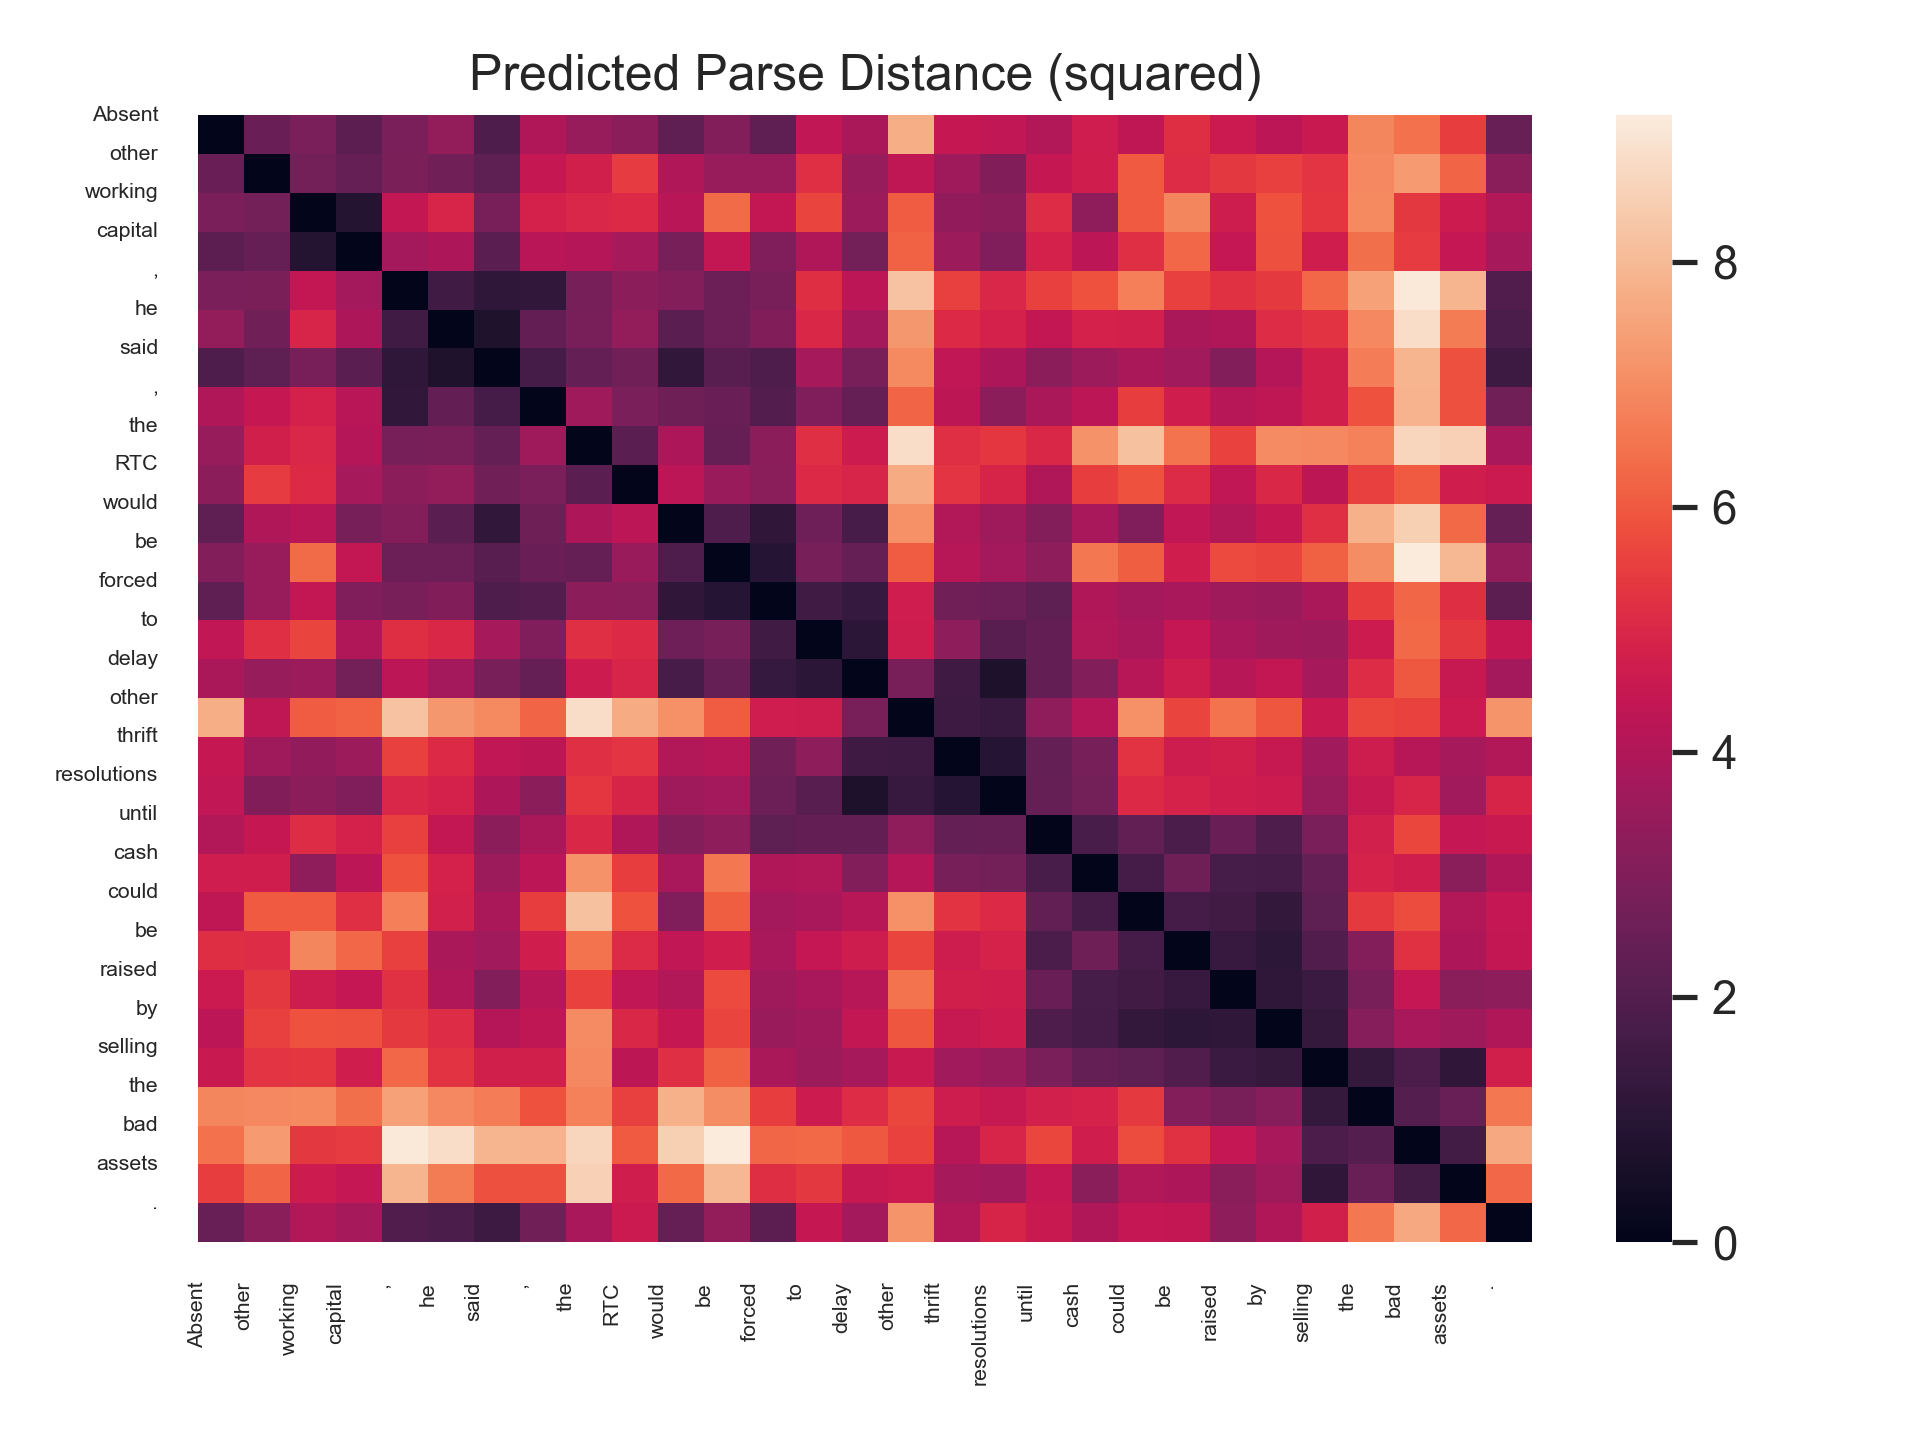 Predicted Parse Distance (squared)
Absent
other
working
capital
,
he
said
,
the
RTC
would
be
forced
to
delay
other
thrift
resolutions
until
cash
could
be
raised
by
selling
the
bad
assets
.
8
6
4
2
0
Absent
other
working
capital
,
he
said
,
the
RTC
would
be
forced
to
delay
other
thrift
resolutions
until
cash
could
be
raised
by
selling
the
bad
assets
.